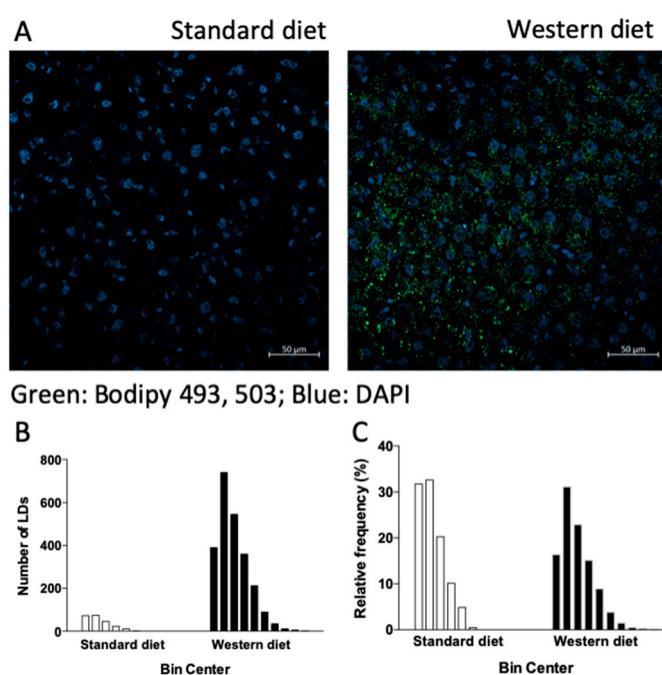 A
Standard diet
Western diet
50 μm
50 μm
Green: Bodipy 493, 503; Blue: DAPI
B
Number of LDs
800
600
400
200
0
Standard diet
Western diet
Bin Center
C
Relative frequency (%)
40
30
20
10
0
Standard diet
Western diet
Bin Center